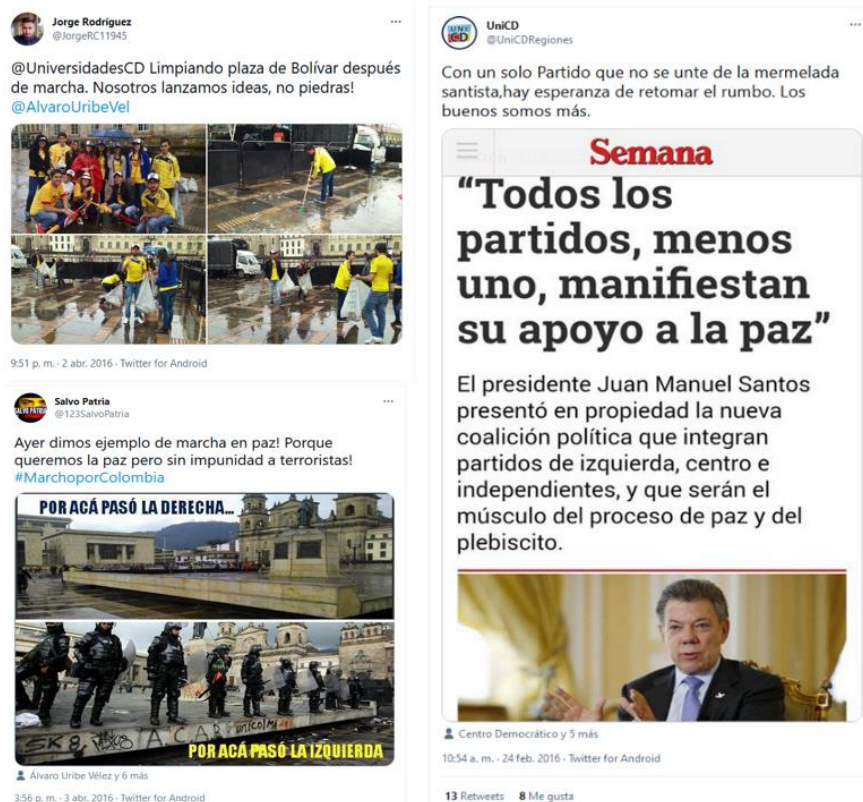 Jorge Rodríguez
@JorgeRC11945
@UniversidadesCD Limpiando plaza de Bolívar después
de marcha. Nosotros lanzamos ideas, no piedras!
@AlvaroUribeVel
9:51 p. m. · 2 abr. 2016 · Twitter for Android
Salvo Patria
@123SalvoPatria
Ayer dimos ejemplo de marcha en paz! Porque
queremos la paz pero sin impunidad a terroristas!
#MarchoporColombia
POR ACÁ PASÓ LA DERECHA...
SK8
A.C.A.B
POR ACÁ PASÓ LA IZQUIERDA
Álvaro Uribe Vélez y 6 más
3:56 p. m. · 3 abr. 2016 · Twitter for Android
UNI
CD
UniCD
@UniCDRegiones
Con un solo Partido que no se unte de la mermelada
santista,hay esperanza de retomar el rumbo. Los
buenos somos más.
Semana
“Todos los
partidos, menos
uno, manifiestan
su apoyo a la paz”
El presidente Juan Manuel Santos
presentó en propiedad la nueva
coalición política que integran
partidos de izquierda, centro e
independientes, y que serán el
músculo del proceso de paz y del
plebiscito.
Centro Democrático y 5 más
10:54 a. m. · 24 feb. 2016 · Twitter for Android
13 Retweets 8 Me gusta